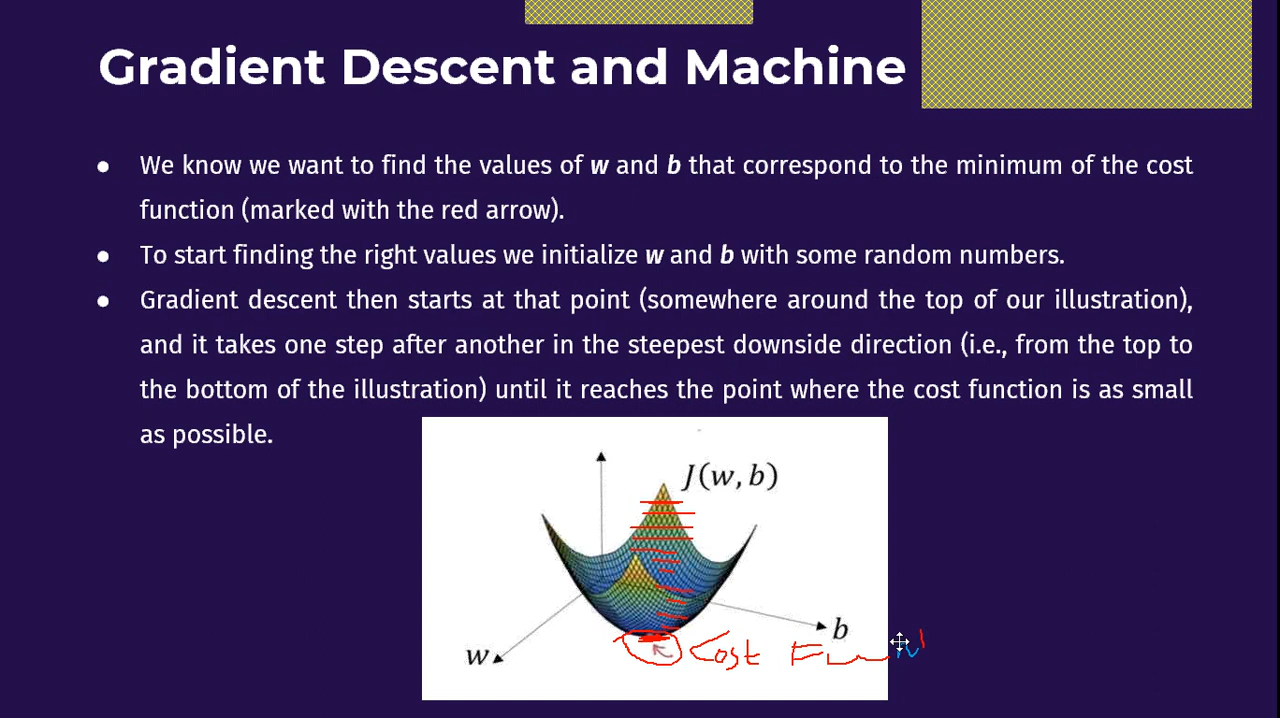 Gradient Descent and Machine
● We know we want to find the values of w and b that correspond to the minimum of the cost
function (marked with the red arrow).
● To start finding the right values we initialize w and b with some random numbers.
● Gradient descent then starts at that point (somewhere around the top of our illustration),
and it takes one step after another in the steepest downside direction (i.e., from the top to
the bottom of the illustration) until it reaches the point where the cost function is as small
as possible.
J(w, b)
b
w
Cost